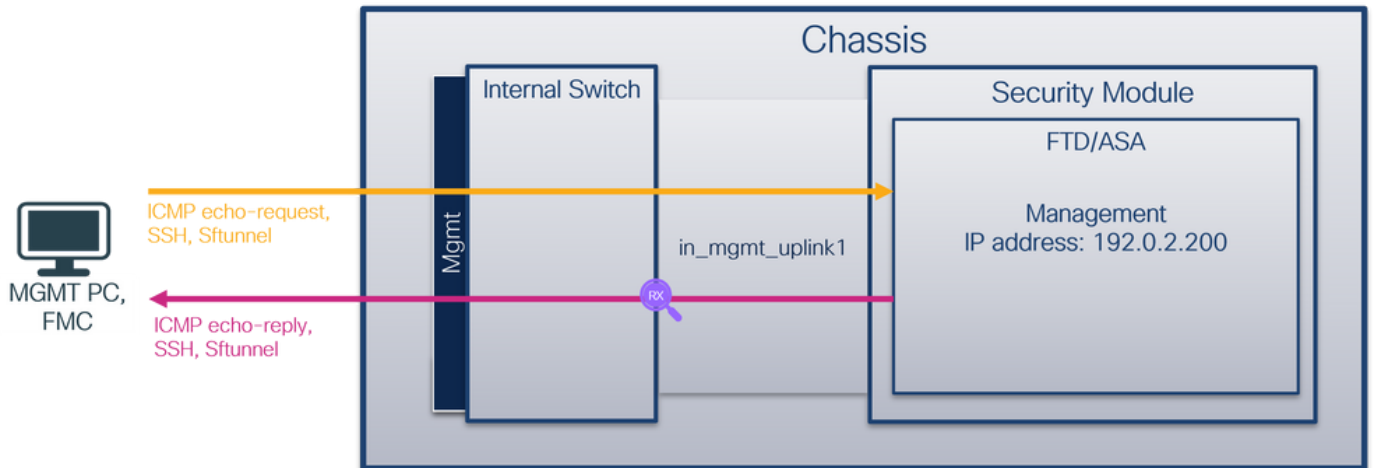 Chassis
Internal Switch
Security Module
FTD/ASA
ICMP echo-request,
SSH, Sftunnel
Mgmt
Management
IP address: 192.0.2.200
in_mgmt_uplink1
MGMT PC,
FMC
RX
ICMP echo-reply,
SSH, Sftunnel